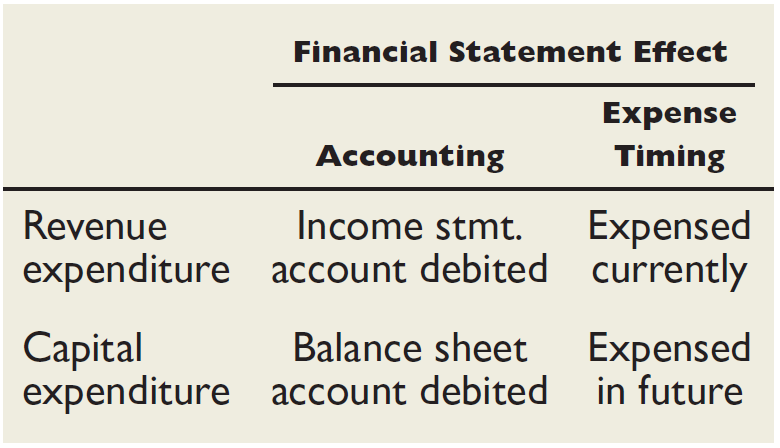 Financial Statement Effect
Expense
Accounting Timing
Revenue Income stmt. Expensed
expenditure account debited currently
Capital Balance sheet Expensed
expenditure account debited in future